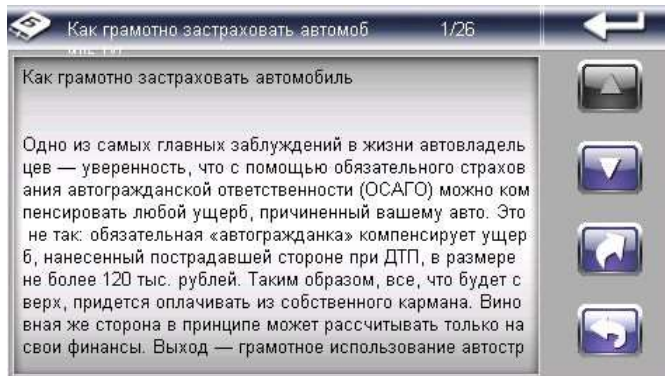 Как грамотно застраховать автомоб
1/26
Как грамотно застраховать автомобиль
Одно из самых главных заблуждений в жизни автовладель
цев — уверенность, что с помощью обязательного страхов
ания автогражданской ответственности (ОСАГО) можно ком
пенсировать любой ущерб, причиненный вашему авто. Это
не так: обязательная «автогражданка» компенсирует ущер
б, нанесенный пострадавшей стороне при ДТП, в размере
не более 120 тыс. рублей. Таким образом, все, что будет с
верх, придется оплачивать из собственного кармана. Вино
вная же сторона в принципе может рассчитывать только на
свои финансы. Выход — грамотное использование автостр